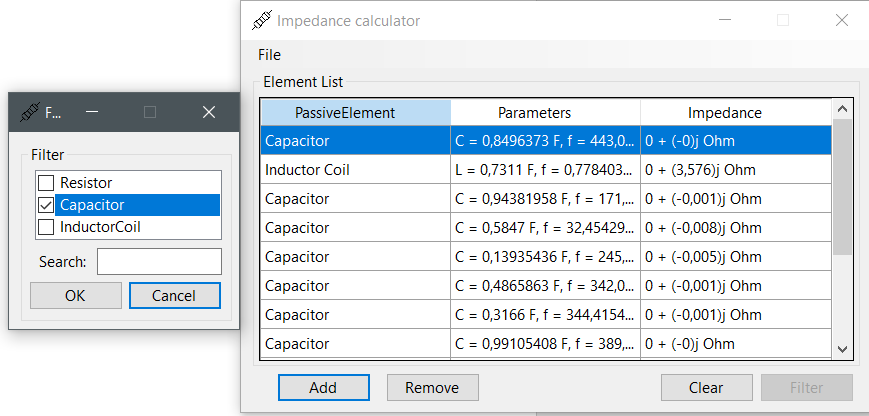 Impedance calculator
File
Element List
PassiveElement Parameters Impedance
Capacitor C = 0,8496373 F, f = 443,0... 0 + (-0)j Ohm
Inductor Coil L = 0,7311 F, f = 0,778403... 0 + (3,576)j Ohm
Capacitor C = 0,94381958 F, f = 171,... 0 + (-0,001)j Ohm
Capacitor C = 0,5847 F, f = 32,45429... 0 + (-0,008)j Ohm
Capacitor C = 0,13935436 F, f = 245,... 0 + (-0,005)j Ohm
Capacitor C = 0,4865863 F, f = 342,0... 0 + (-0,001)j Ohm
Capacitor C = 0,3166 F, f = 344,4154... 0 + (-0,001)j Ohm
Capacitor C = 0,99105408 F, f = 389,... 0 + (-0)j Ohm
Add Remove Clear Filter
F...
Filter
Resistor
Capacitor
InductorCoil
Search:
OK Cancel